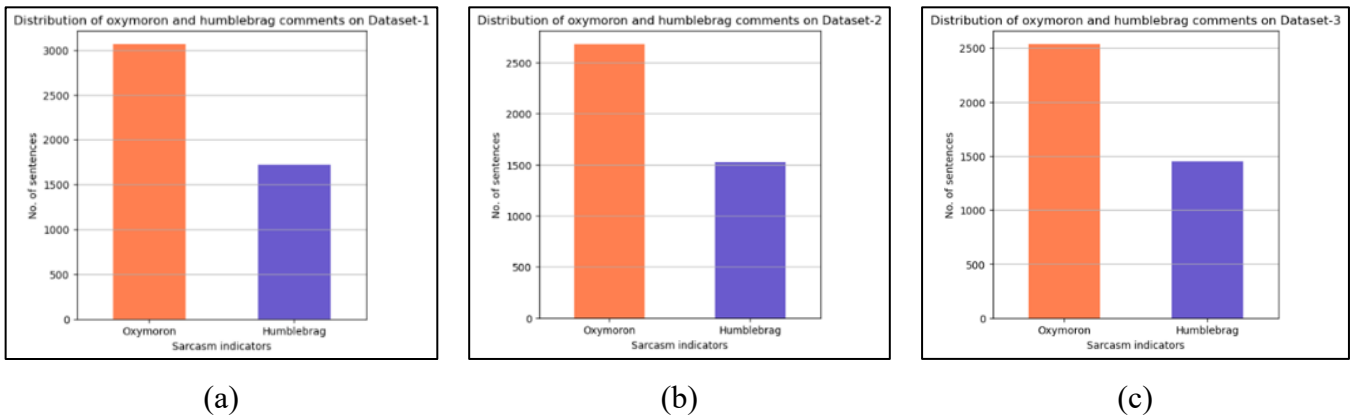 Distribution of oxymoron and humblebrag comments on Dataset-1
3000
2500
2000
1500
1000
500
0
No. of sentences
Oxymoron Humblebrag
Sarcasm indicators
(a)
Distribution of oxymoron and humblebrag comments on Dataset-2
2500
2000
1500
1000
500
0
No. of sentences
Oxymoron Humblebrag
Sarcasm indicators
(b)
Distribution of oxymoron and humblebrag comments on Dataset-3
2500
2000
1500
1000
500
0
No. of sentences
Oxymoron Humblebrag
Sarcasm indicators
(c)